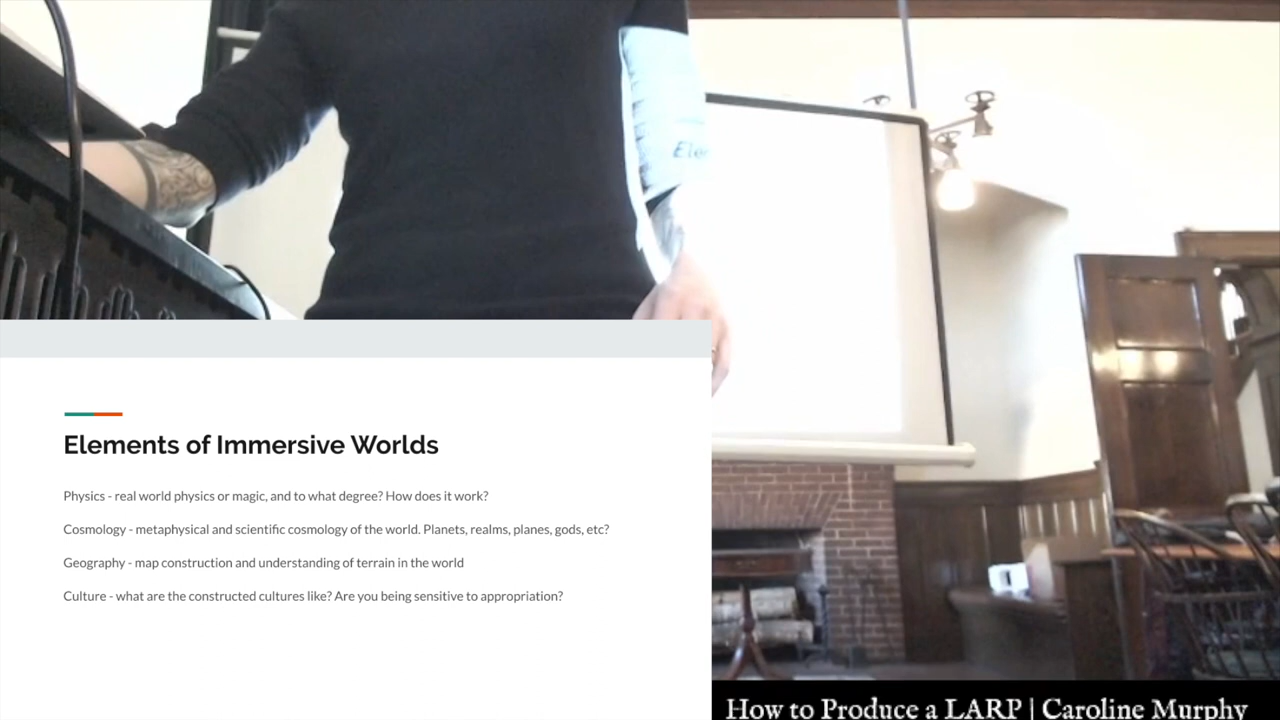 Elements of Immersive Worlds
Physics - real world physics or magic, and to what degree? How does it work?
Cosmology - metaphysical and scientific cosmology of the world. Planets, realms, planes, gods, etc?
Geography - map construction and understanding of terrain in the world
Culture - what are the constructed cultures like? Are you being sensitive to appropriation?
How to Produce a LARP | Caroline Murphy